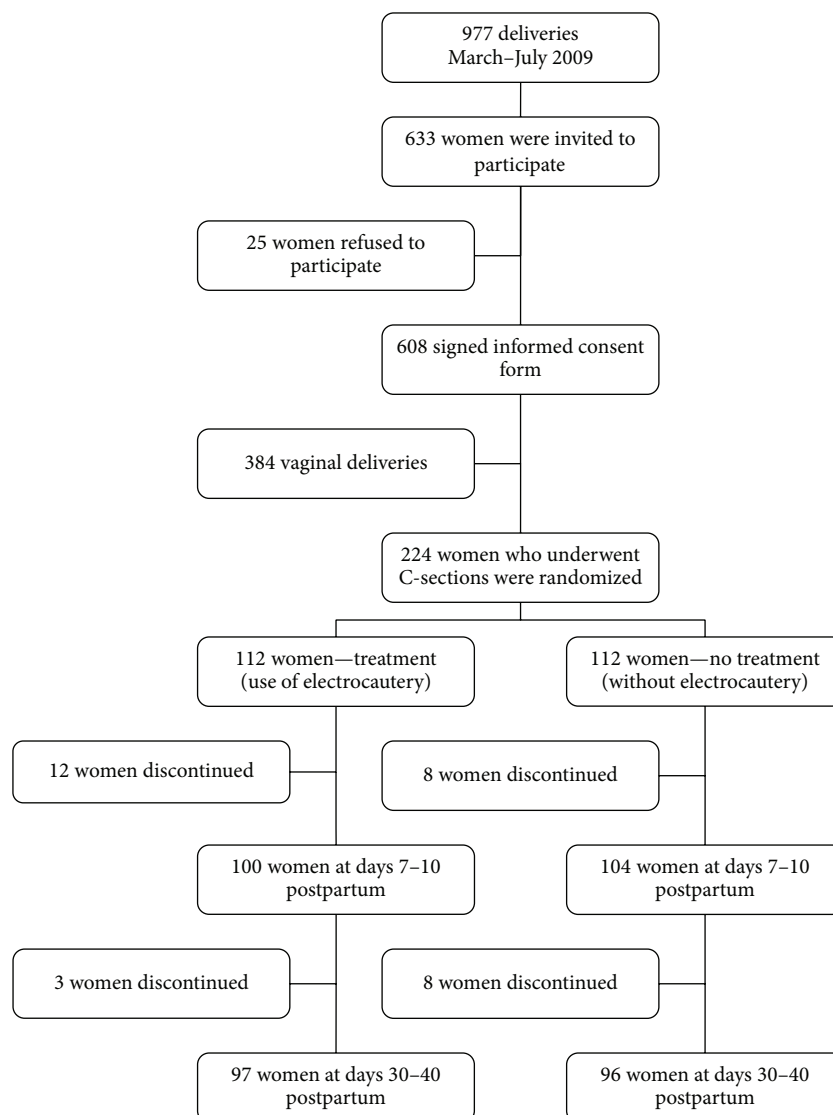 977 deliveries
March–July 2009
633 women were invited to
participate
25 women refused to
participate
608 signed informed consent
form
384 vaginal deliveries
224 women who underwent
C-sections were randomized
112 women—treatment
(use of electrocautery)
112 women—no treatment
(without electrocautery)
12 women discontinued
8 women discontinued
100 women at days 7–10
postpartum
104 women at days 7–10
postpartum
3 women discontinued
8 women discontinued
97 women at days 30–40
postpartum
96 women at days 30–40
postpartum